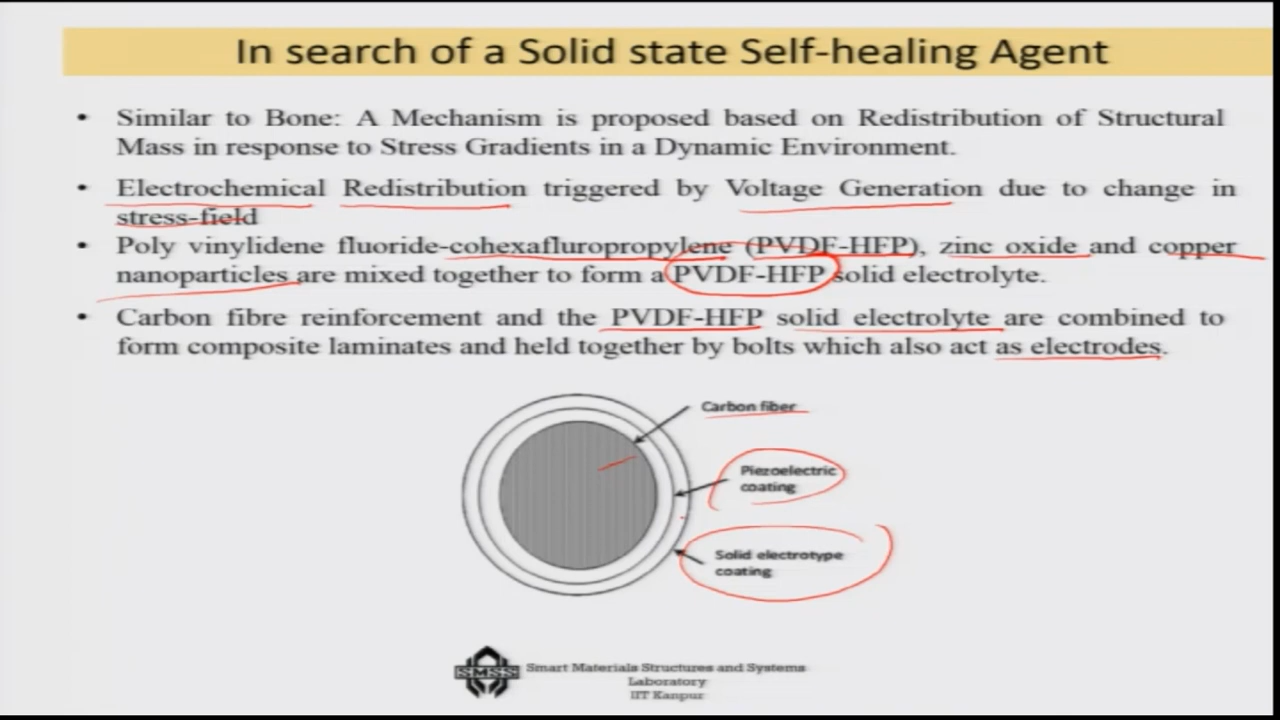 In search of a Solid state Self-healing Agent
• Similar to Bone: A Mechanism is proposed based on Redistribution of Structural
Mass in response to Stress Gradients in a Dynamic Environment.
• Electrochemical Redistribution triggered by Voltage Generation due to change in
stress-field
• Poly vinylidene fluoride-cohexafluropropylene (PVDF-HFP), zinc oxide and copper
nanoparticles are mixed together to form a PVDF-HFP solid electrolyte.
• Carbon fibre reinforcement and the PVDF-HFP solid electrolyte are combined to
form composite laminates and held together by bolts which also act as electrodes.
Carbon fiber
Piezoelectric
coating
Solid electrotype
coating
SMSS
Smart Materials Structures and Systems
Laboratory
IIT Kanpur